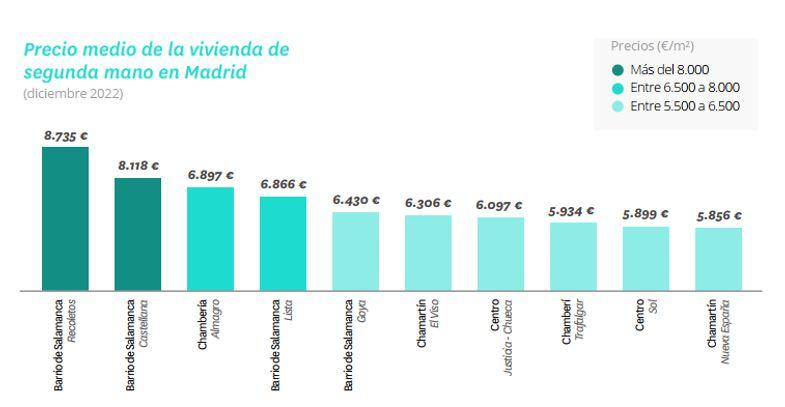 Precio medio de la vivienda de
segunda mano en Madrid
(diciembre 2022)
Precios (€/m²)
Más del 8.000
Entre 6.500 a 8.000
Entre 5.500 a 6.500
8.735 €
8.118 €
6.897 €
6.866 €
6.430 €
6.306 €
6.097 €
5.934 €
5.899 €
5.856 €
Barrio de Salamanca
Recoletos
Barrio de Salamanca
Castellana
Chambería
Almagro
Barrio de Salamanca
Lista
Barrio de Salamanca
Goya
Chamartín
El Viso
Centro
Justicia - Chueca
Chamberí
Trafalgar
Centro
Sol
Chamartín
Nueva España